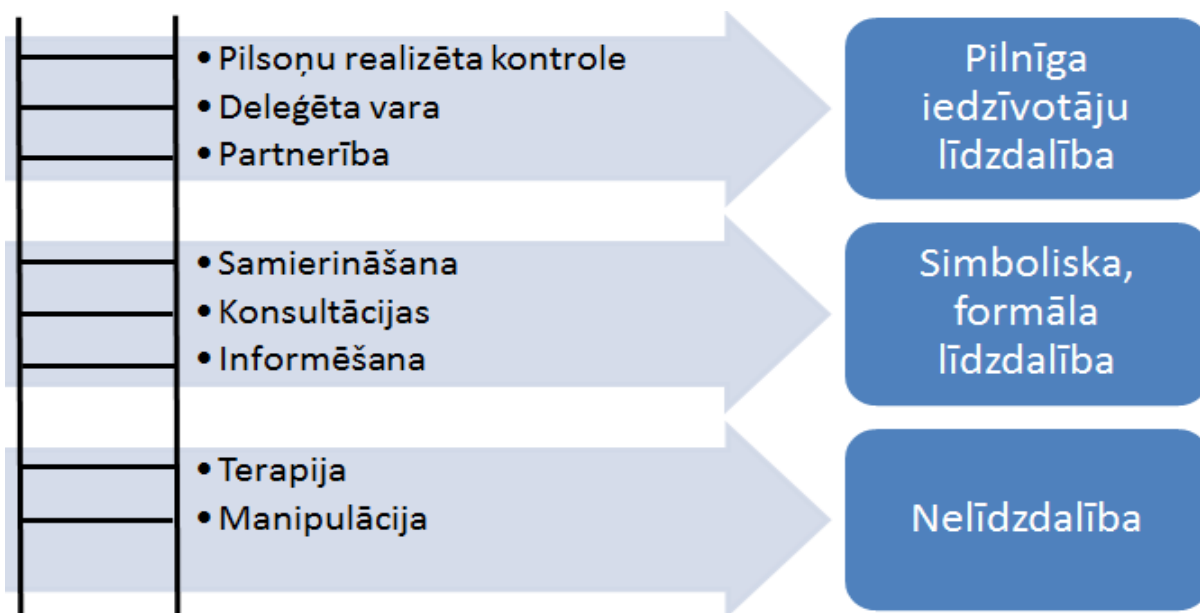 • Pilsoņu realizēta kontrole
• Deleģēta vara
• Partnerība
Pilnīga
iedzīvotāju
līdzdalība
• Samierināšana
• Konsultācijas
• Informēšana
Simboliska,
formāla
līdzdalība
• Terapija
• Manipulācija
Nelīdzdalība